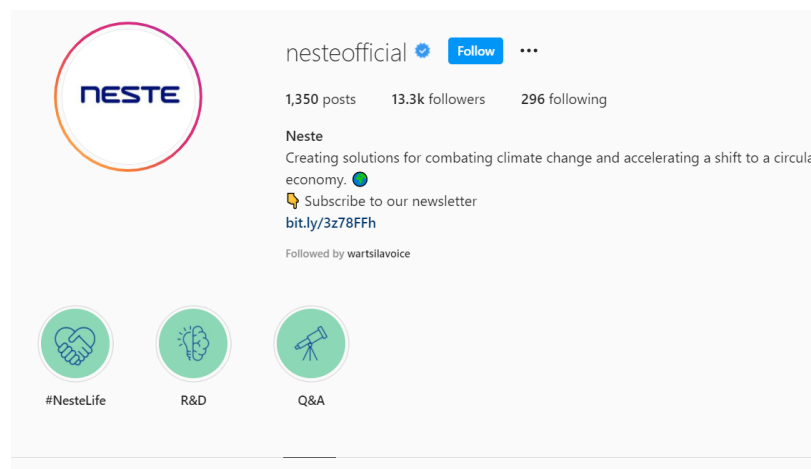 NESTE
nesteofficial Follow
1,350 posts 13.3k followers 296 following
Neste
Creating solutions for combating climate change and accelerating a shift to a circula
economy.
Subscribe to our newsletter
bit.ly/3z78FFh
Followed by wartsilavoice
#NesteLife R&D Q&A